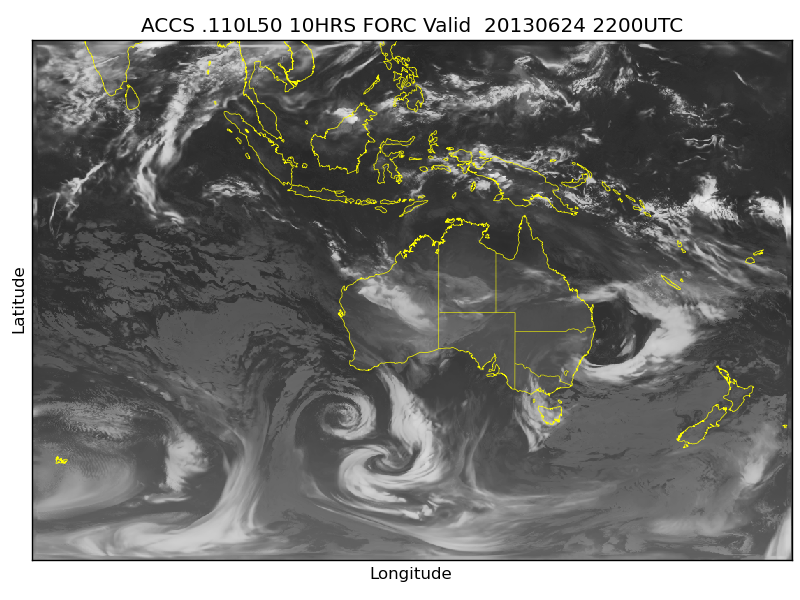 ACCS .110L50 10HRS FORC Valid  20130624 2200UTC
Latitude
Longitude